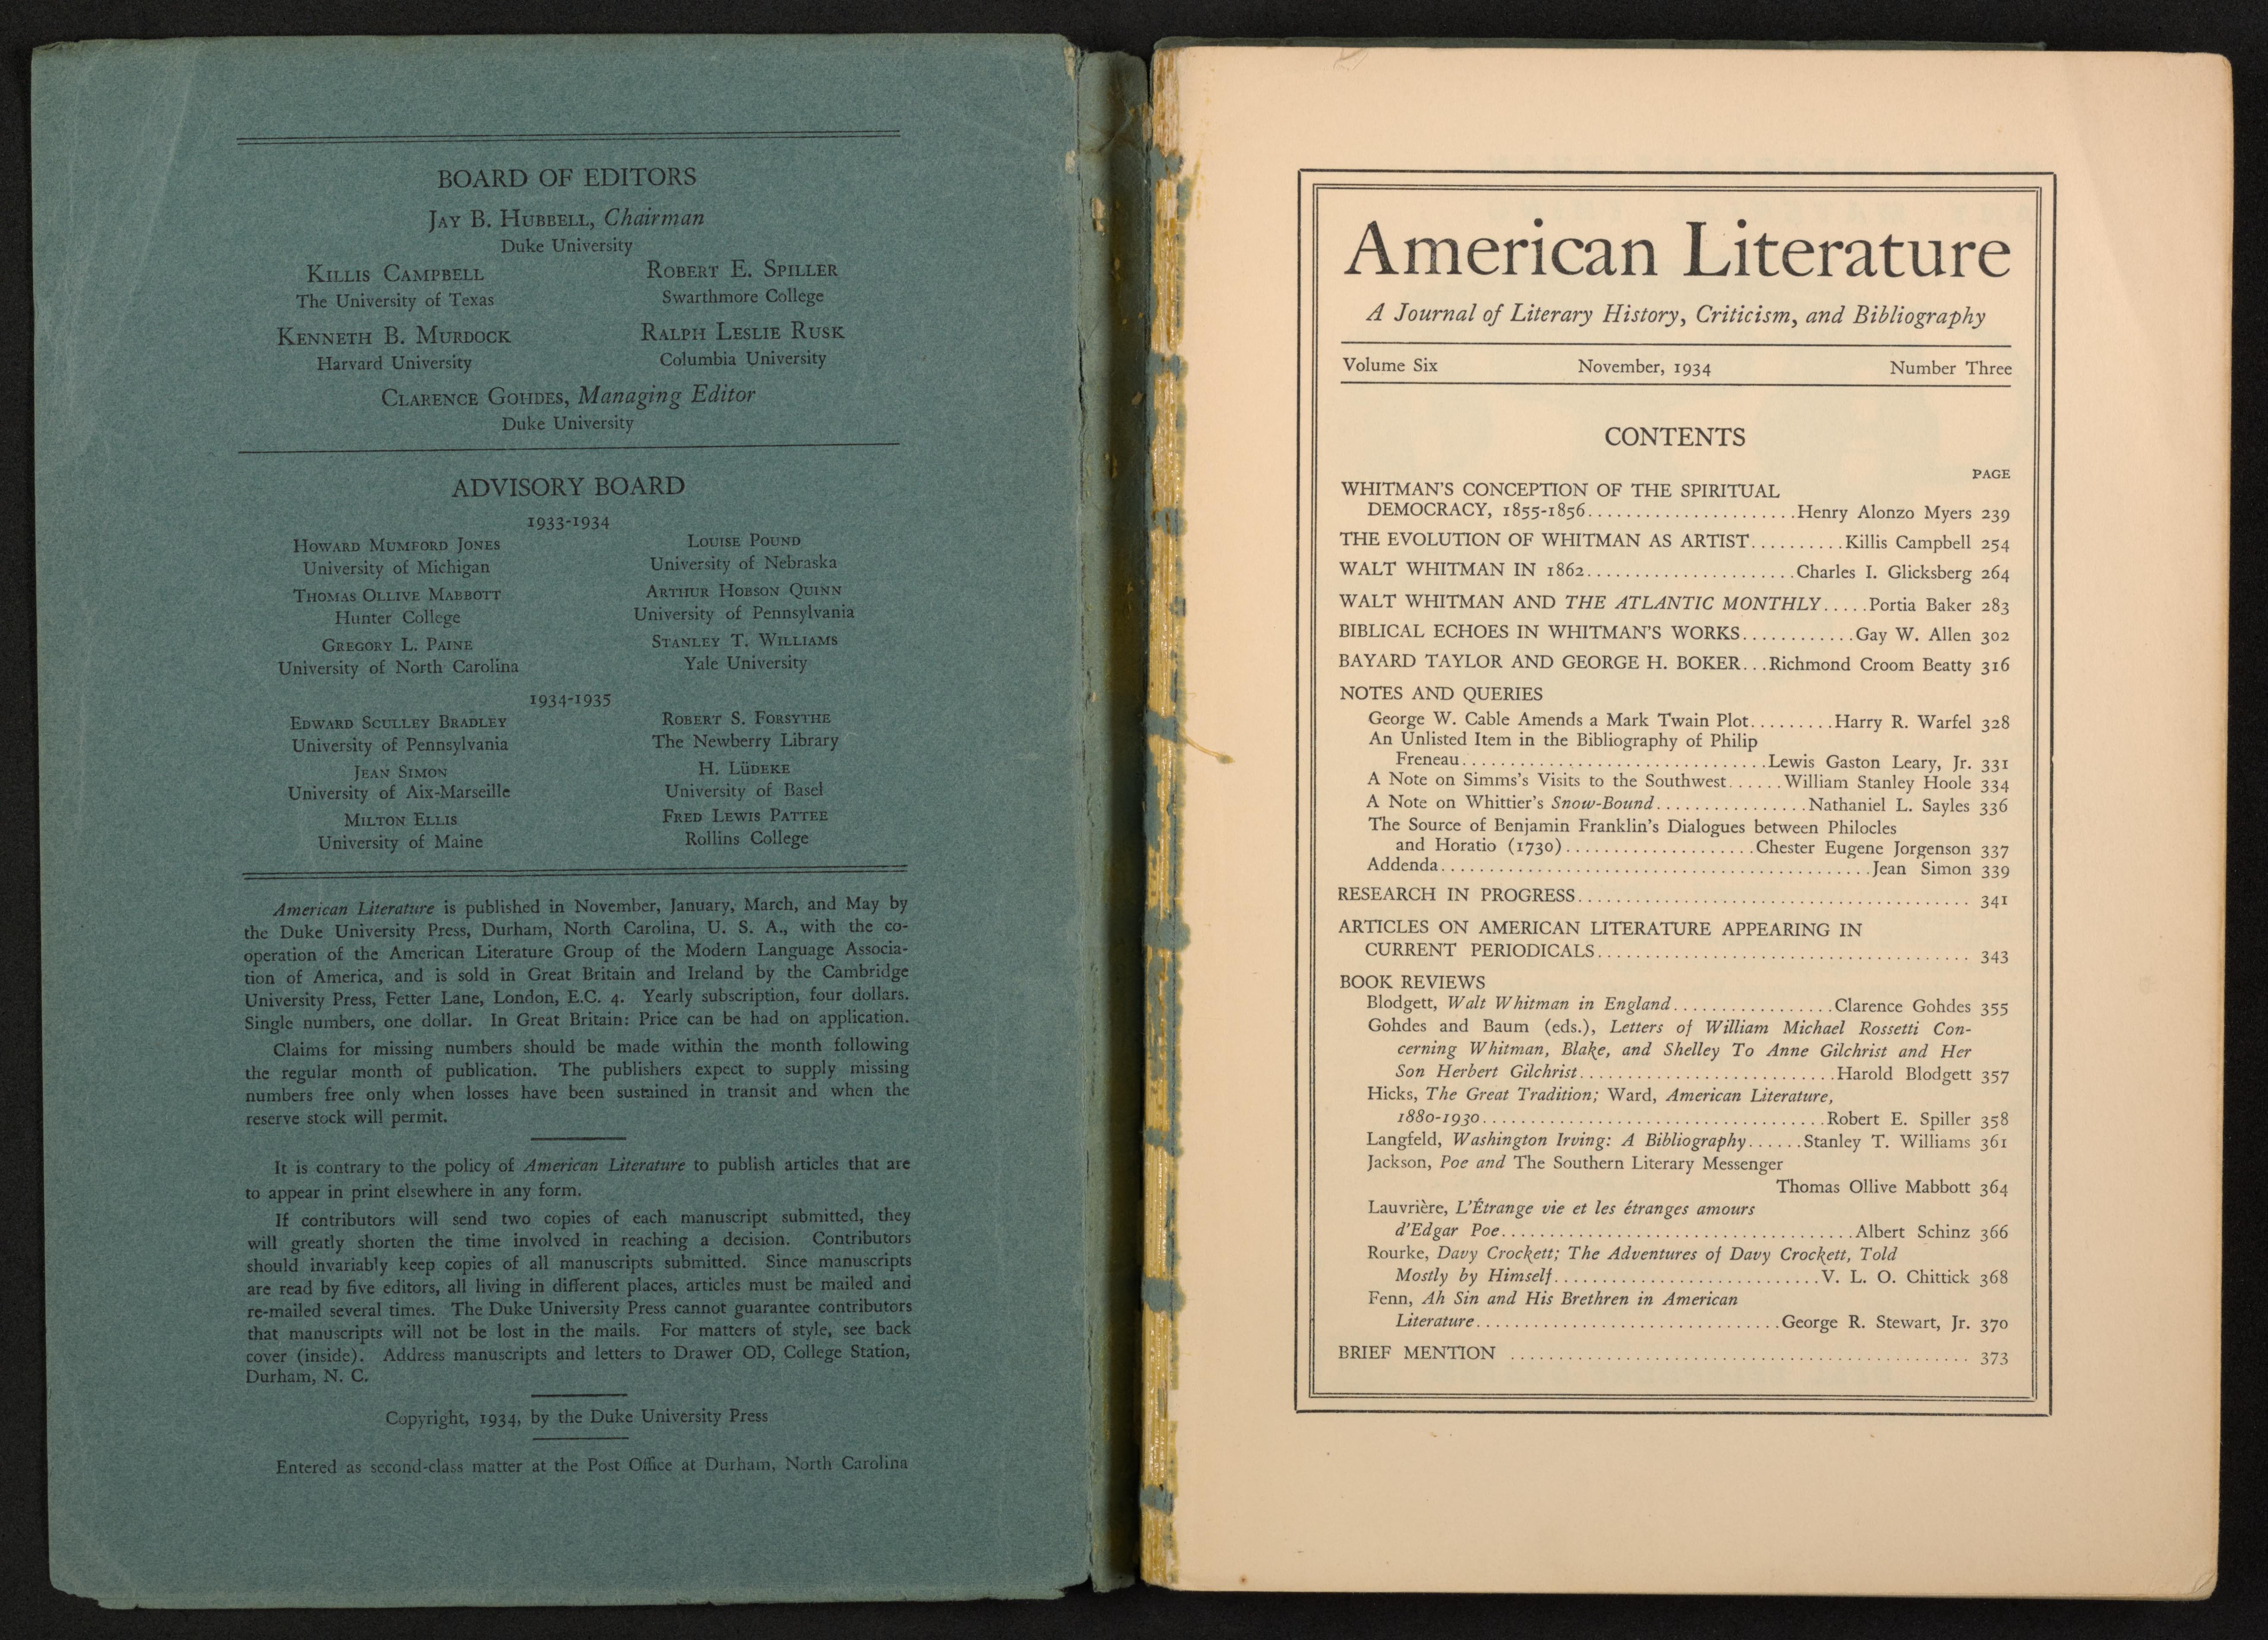 BOARD OF EDITORS
JAY B. HUBBELL, Chairman
Duke University
KILLIS CAMPBELL
The University of Texas
ROBERT E. SPILLER
Swarthmore College
KENNETH B. MURDOCK
Harvard University
RALPH LESLIE RUSK
Columbia University
CLARENCE GOHDES, Managing Editor
Duke University
ADVISORY BOARD
1933-1934
HOWARD MUMFORD JONES
University of Michigan
LOUISE POUND
University of Nebraska
THOMAS OLLIVE MABBOTT
Hunter College
ARTHUR HOBSON QUINN
University of Pennsylvania
GREGORY L. PAINE
University of North Carolina
STANLEY T. WILLIAMS
Yale University
1934-1935
EDWARD SCULLEY BRADLEY
University of Pennsylvania
ROBERT S. FORSYTHE
The Newberry Library
JEAN SIMON
University of Aix-Marseille
H. LüDEKE
University of Basel
MILTON ELLIS
University of Maine
FRED LEWIS PATTEE
Rollins College
American Literature is published in November, January, March, and May by
the Duke University Press, Durham, North Carolina, U. S. A., with the co-
operation of the American Literature Group of the Modern Language Associa-
tion of America, and is sold in Great Britain and Ireland by the Cambridge
University Press, Fetter Lane, London, E.C. 4. Yearly subscription, four dollars.
Single numbers, one dollar. In Great Britain: Price can be had on application.
Claims for missing numbers should be made within the month following
the regular month of publication. The publishers expect to supply missing
numbers free only when losses have been sustained in transit and when the
reserve stock will permit.
It is contrary to the policy of American Literature to publish articles that are
to appear in print elsewhere in any form.
If contributors will send two copies of each manuscript submitted, they
will greatly shorten the time involved in reaching a decision. Contributors
should invariably keep copies of all manuscripts submitted. Since manuscripts
are read by five editors, all living in different places, articles must be mailed and
re-mailed several times. The Duke University Press cannot guarantee contributors
that manuscripts will not be lost in the mails. For matters of style, see back
cover (inside). Address manuscripts and letters to Drawer OD, College Station,
Durham, N. C.
Copyright, 1934, by the Duke University Press
Entered as second-class matter at the Post Office at Durham, North Carolina
American Literature
A Journal of Literary History, Criticism, and Bibliography
Volume Six November, 1934 Number Three
CONTENTS
PAGE
WHITMAN'S CONCEPTION OF THE SPIRITUAL
DEMOCRACY, 1855-1856......................Henry Alonzo Myers 239
THE EVOLUTION OF WHITMAN AS ARTIST..........Killis Campbell 254
WALT WHITMAN IN 1862......................Charles I. Glicksberg 264
WALT WHITMAN AND THE ATLANTIC MONTHLY.....Portia Baker 283
BIBLICAL ECHOES IN WHITMAN'S WORKS............Gay W. Allen 302
BAYARD TAYLOR AND GEORGE H. BOKER...Richmond Croom Beatty 316
NOTES AND QUERIES
George W. Cable Amends a Mark Twain Plot.........Harry R. Warfel 328
An Unlisted Item in the Bibliography of Philip
Freneau................................Lewis Gaston Leary, Jr. 331
A Note on Simms's Visits to the Southwest......William Stanley Hoole 334
A Note on Whittier's Snow-Bound................Nathaniel L. Sayles 336
The Source of Benjamin Franklin's Dialogues between Philocles
and Horatio (1730)....................Chester Eugene Jorgenson 337
Addenda.............................................Jean Simon 339
RESEARCH IN PROGRESS......................................... 341
ARTICLES ON AMERICAN LITERATURE APPEARING IN
CURRENT PERIODICALS....................................... 343
BOOK REVIEWS
Blodgett, Walt Whitman in England.................Clarence Gohdes 355
Gohdes and Baum (eds.), Letters of William Michael Rossetti Con-
cerning Whitman, Blake, and Shelley To Anne Gilchrist and Her
Son Herbert Gilchrist...........................Harold Blodgett 357
Hicks, The Great Tradition; Ward, American Literature,
1880-1930....................................Robert E. Spiller 358
Langfeld, Washington Irving: A Bibliography......Stanley T. Williams 361
Jackson, Poe and The Southern Literary Messenger
Thomas Ollive Mabbott 364
Lauvrière, L'Étrange vie et les étranges amours
d'Edgar Poe.....................................Albert Schinz 366
Rourke, Davy Crockett; The Adventures of Davy Crockett, Told
Mostly by Himself............................V. L. O. Chittick 368
Fenn, Ah Sin and His Brethren in American
Literature................................George R. Stewart, Jr. 370
BRIEF MENTION ................................................ 373